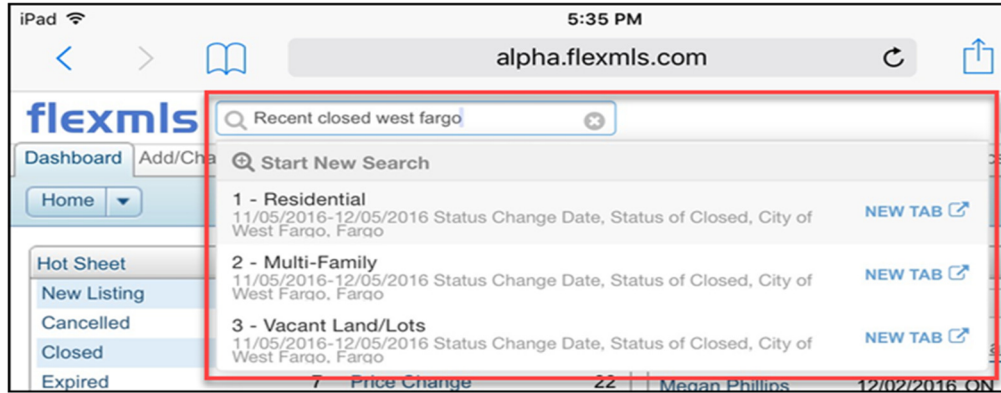 iPad 5:35 PM
alpha.flexmls.com
flexmls
Recent closed west fargo
Dashboard Add/Cha
Start New Search
Home
1 - Residential
11/05/2016-12/05/2016 Status Change Date, Status of Closed, City of
West Fargo, Fargo
NEW TAB
2 - Multi-Family
11/05/2016-12/05/2016 Status Change Date, Status of Closed, City of
West Fargo, Fargo
NEW TAB
3 - Vacant Land/Lots
11/05/2016-12/05/2016 Status Change Date, Status of Closed, City of
West Fargo, Fargo
NEW TAB
Hot Sheet
New Listing
Cancelled
Closed
Expired 7 Price Change 22 Megan Phillips 12/02/2016 ON